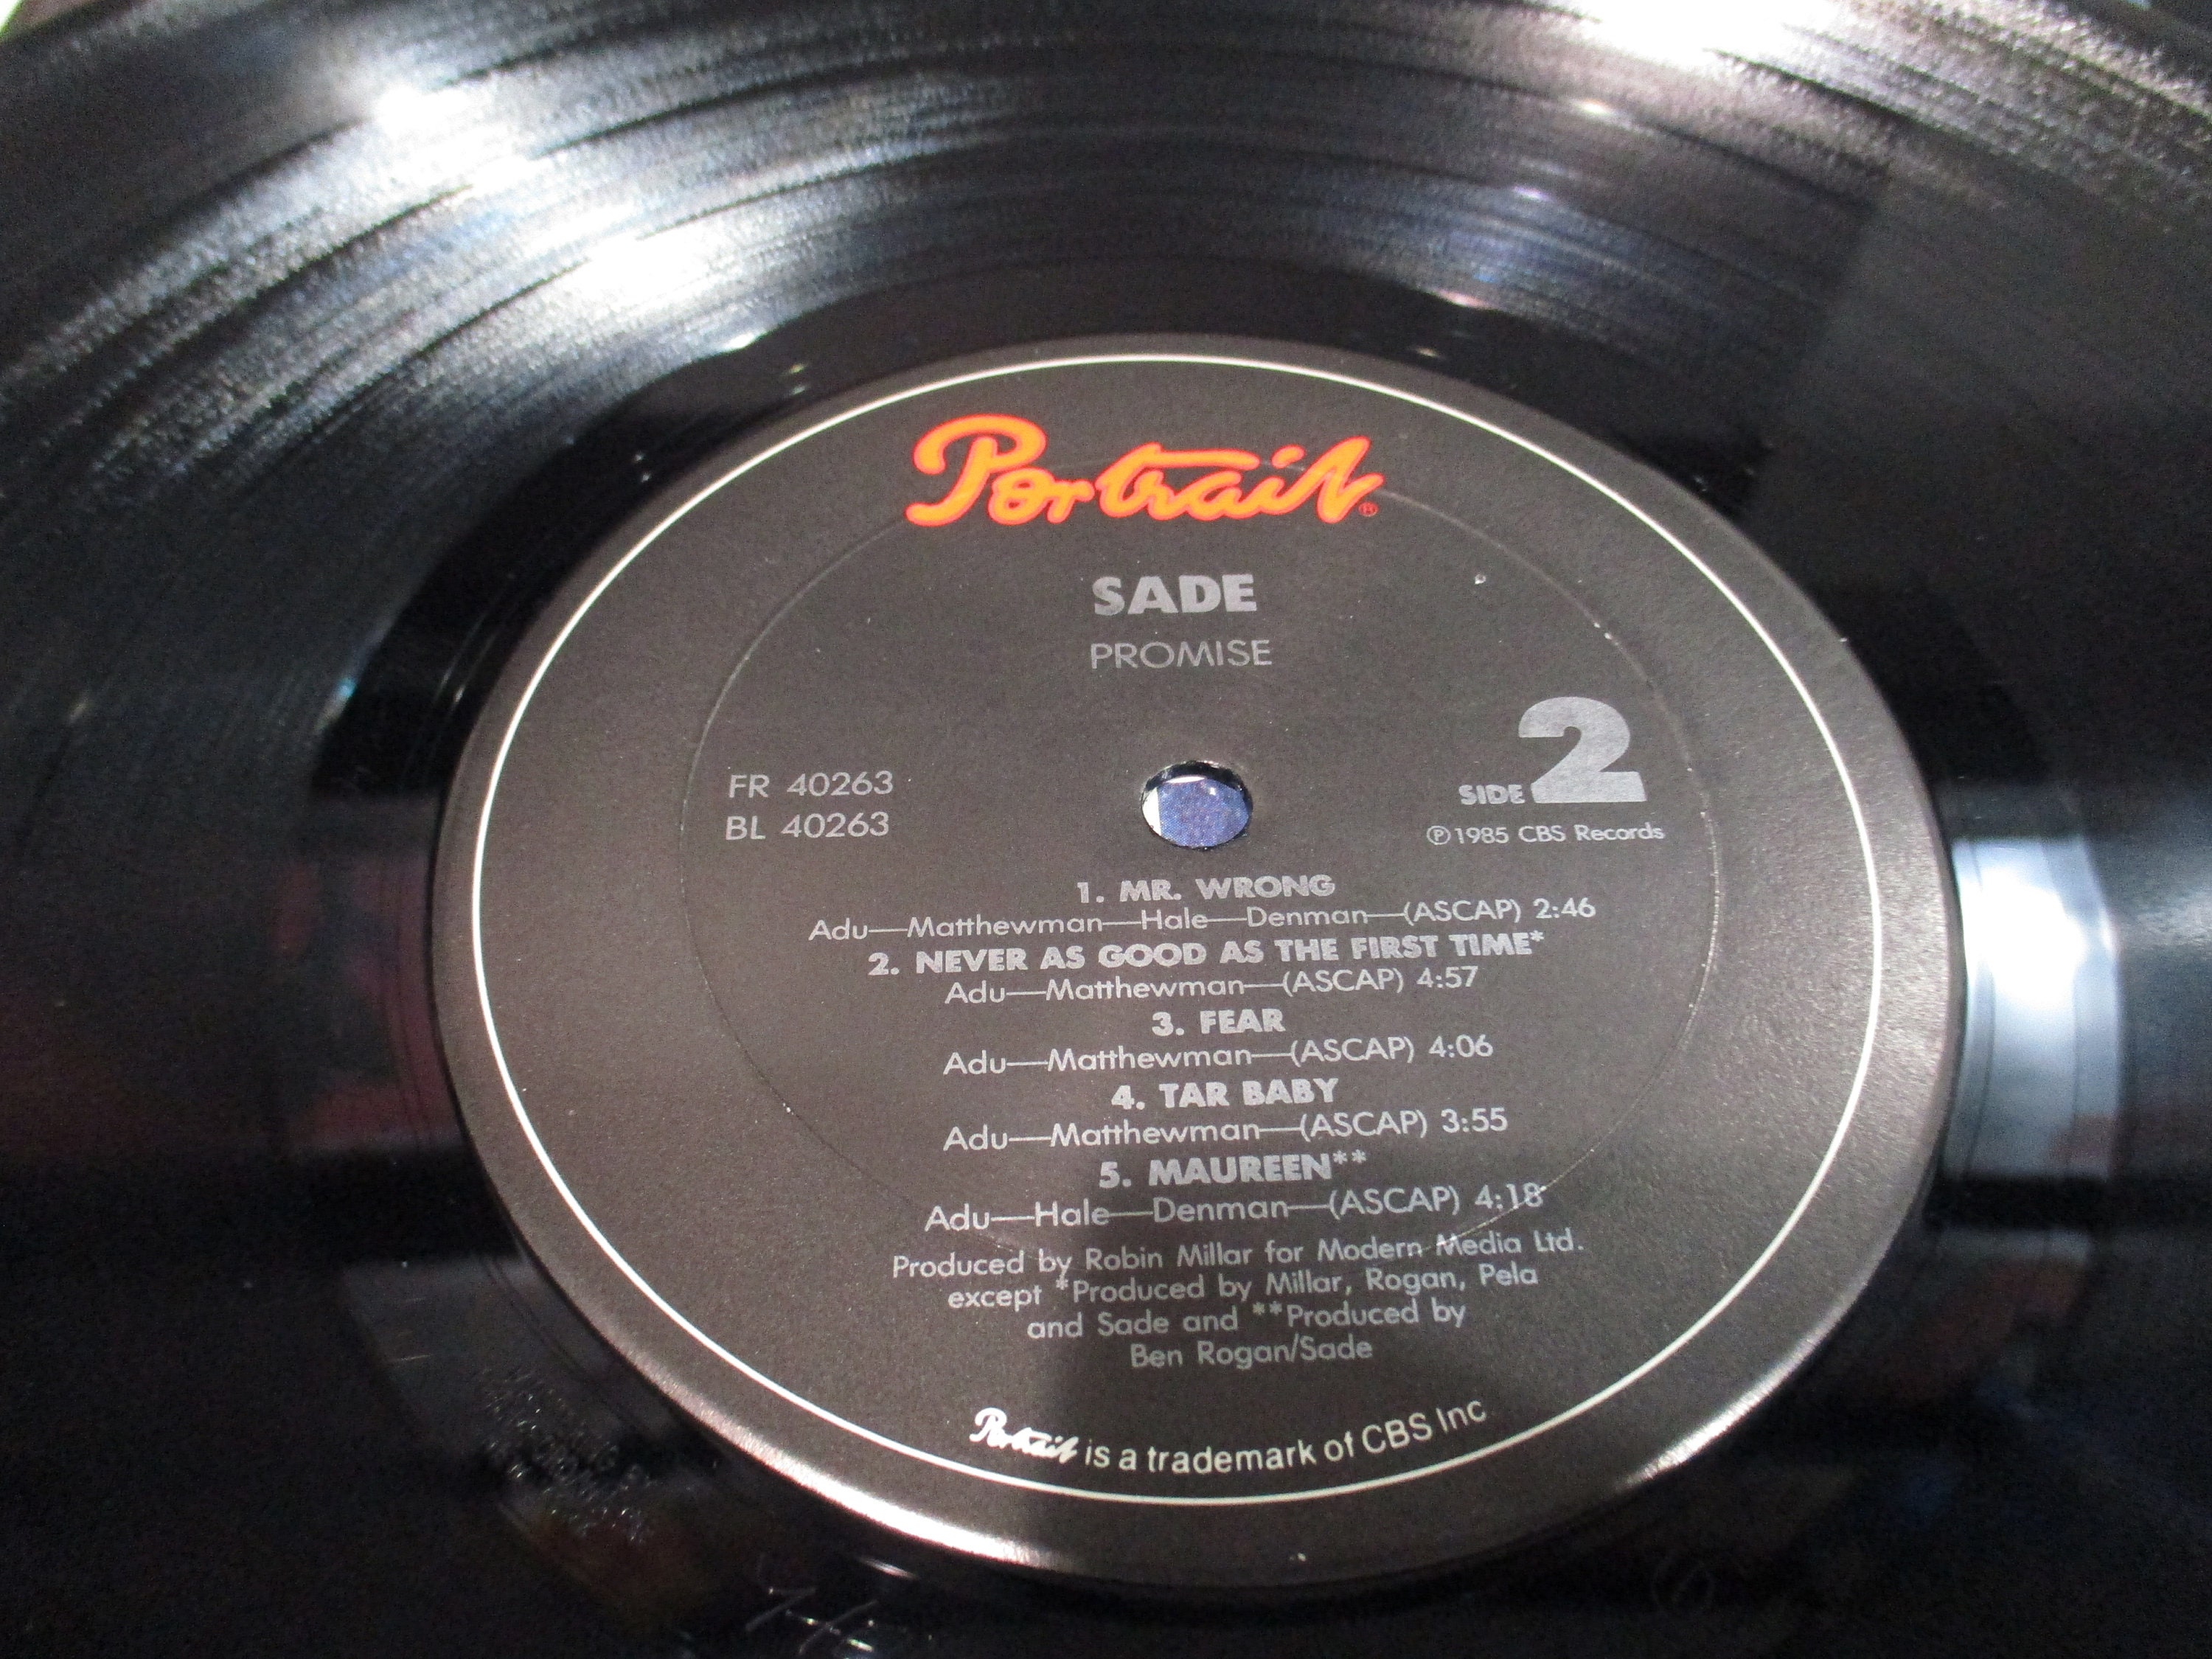 Portrait®
SADE
PROMISE
SIDE 2
FR 40263
BL 40263
℗1985 CBS Records
1. MR. WRONG
Adu—Matthewman—Hale—Denman—(ASCAP) 2:46
2. NEVER AS GOOD AS THE FIRST TIME*
Adu—Matthewman—(ASCAP) 4:57
3. FEAR
Adu—Matthewman—(ASCAP) 4:06
4. TAR BABY
Adu—Matthewman—(ASCAP) 3:55
5. MAUREEN**
Adu—Hale—Denman—(ASCAP) 4:18
Produced by Robin Millar for Modern Media Ltd.
except *Produced by Millar, Rogan, Pela
and Sade and **Produced by
Ben Rogan/Sade
Portrait is a trademark of CBS Inc